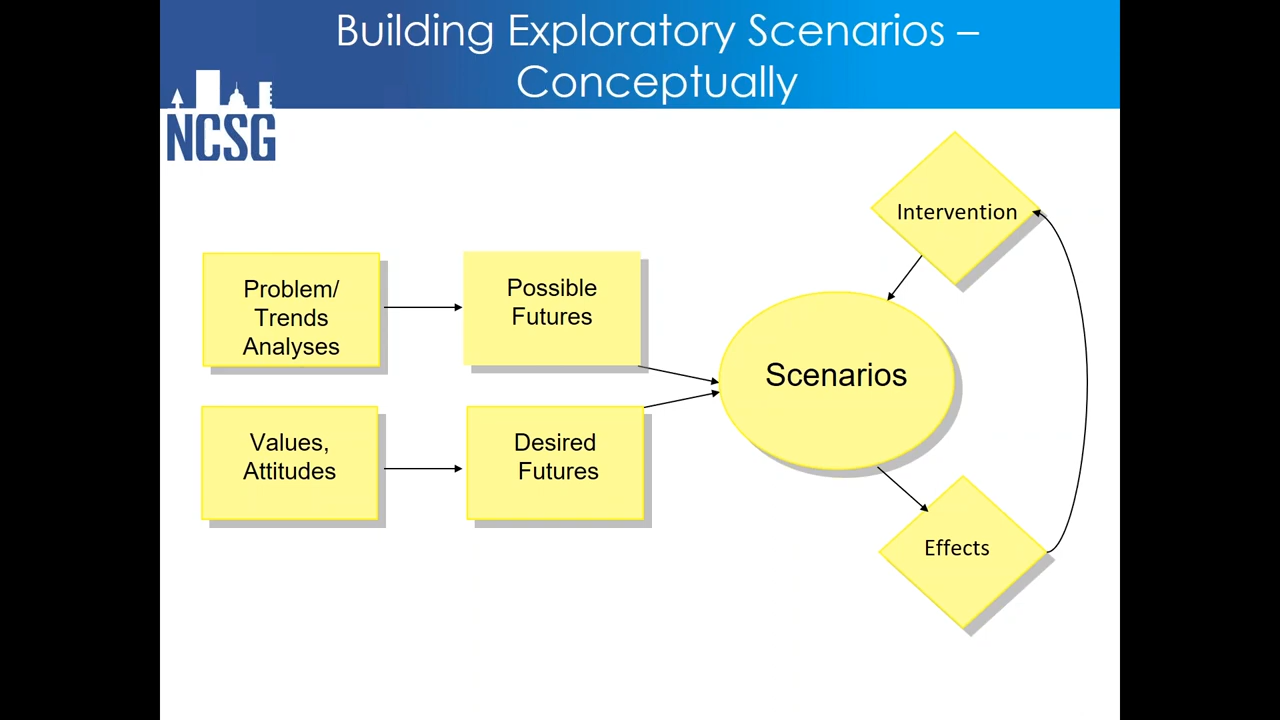 Building Exploratory Scenarios –
Conceptually
NCSG
Problem/
Trends
Analyses
Possible
Futures
Values,
Attitudes
Desired
Futures
Scenarios
Intervention
Effects